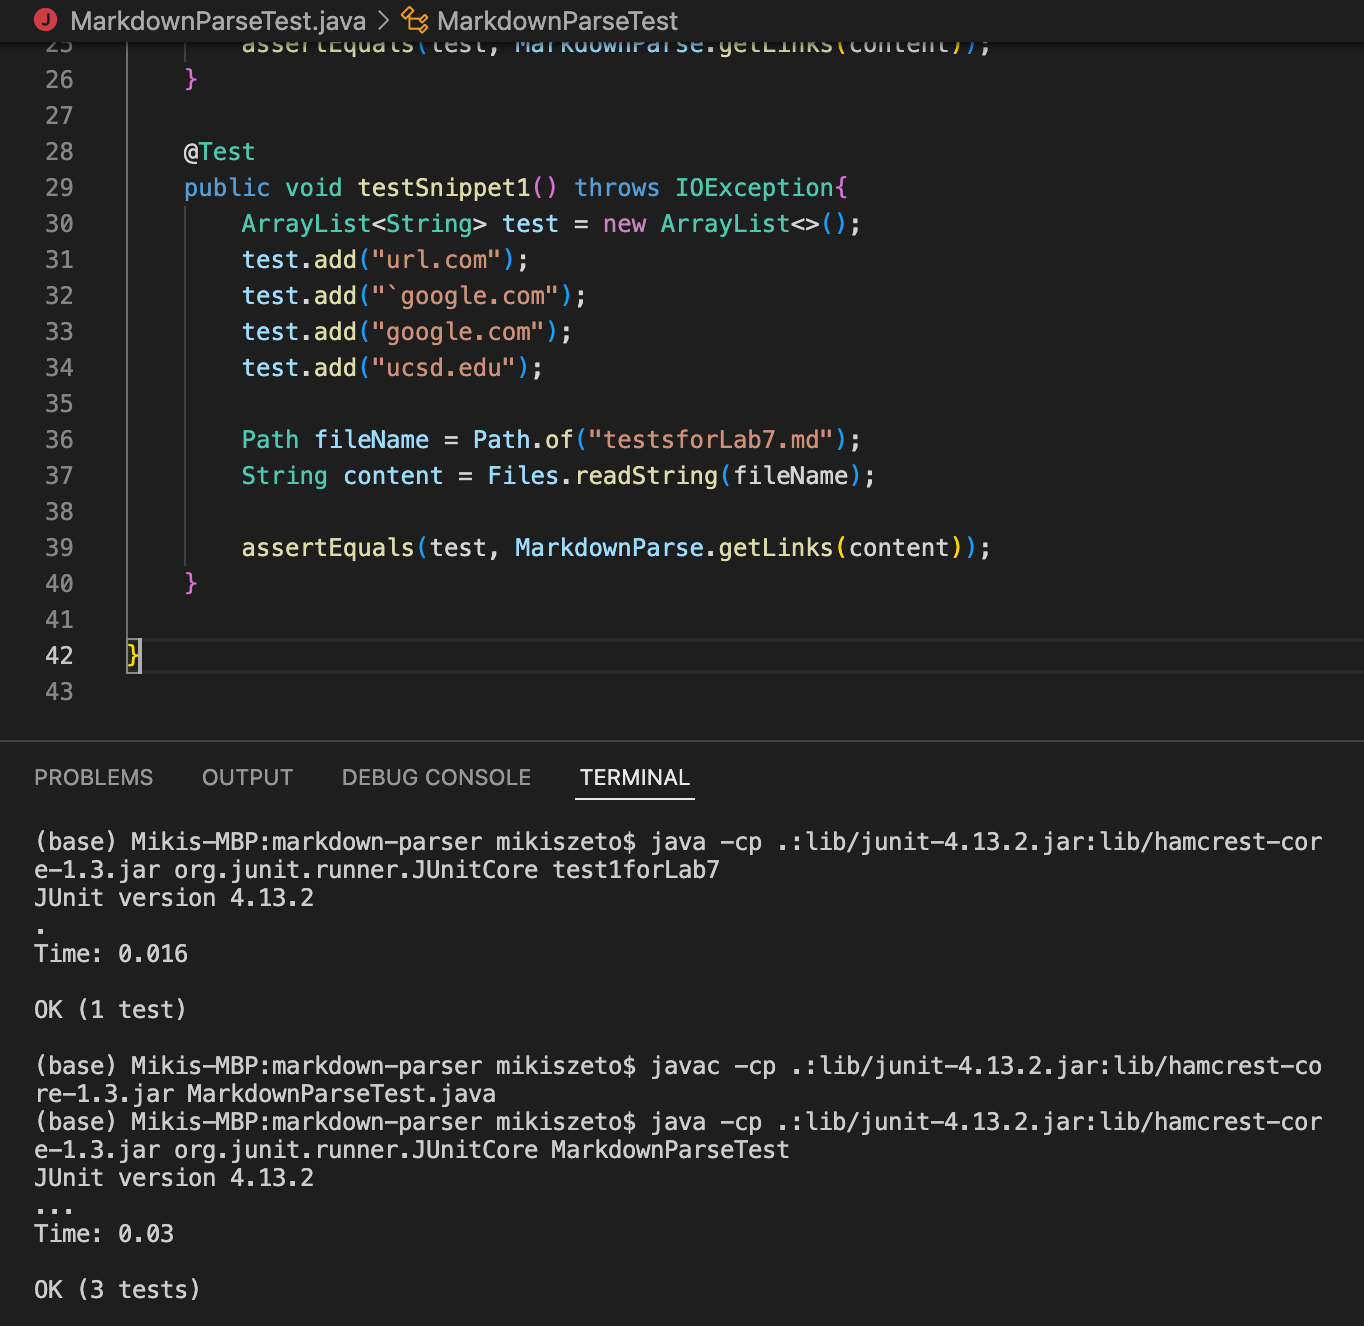 MarkdownParseTest.java > MarkdownParseTest
25 assertEquals(test, MarkdownParse.getLinks(content));
26 }
27
28 @Test
29 public void testSnippet1() throws IOException{
30 ArrayList<String> test = new ArrayList<>();
31 test.add("url.com");
32 test.add("`google.com");
33 test.add("google.com");
34 test.add("ucsd.edu");
35
36 Path fileName = Path.of("testsforLab7.md");
37 String content = Files.readString(fileName);
38
39 assertEquals(test, MarkdownParse.getLinks(content));
40 }
41
42 }
43
PROBLEMS OUTPUT DEBUG CONSOLE TERMINAL
(base) Mikis-MBP:markdown-parser mikiszeto$ java -cp .:lib/junit-4.13.2.jar:lib/hamcrest-cor
e-1.3.jar org.junit.runner.JUnitCore test1forLab7
JUnit version 4.13.2
.
Time: 0.016
OK (1 test)
(base) Mikis-MBP:markdown-parser mikiszeto$ javac -cp .:lib/junit-4.13.2.jar:lib/hamcrest-co
re-1.3.jar MarkdownParseTest.java
(base) Mikis-MBP:markdown-parser mikiszeto$ java -cp .:lib/junit-4.13.2.jar:lib/hamcrest-cor
e-1.3.jar org.junit.runner.JUnitCore MarkdownParseTest
JUnit version 4.13.2
...
Time: 0.03
OK (3 tests)